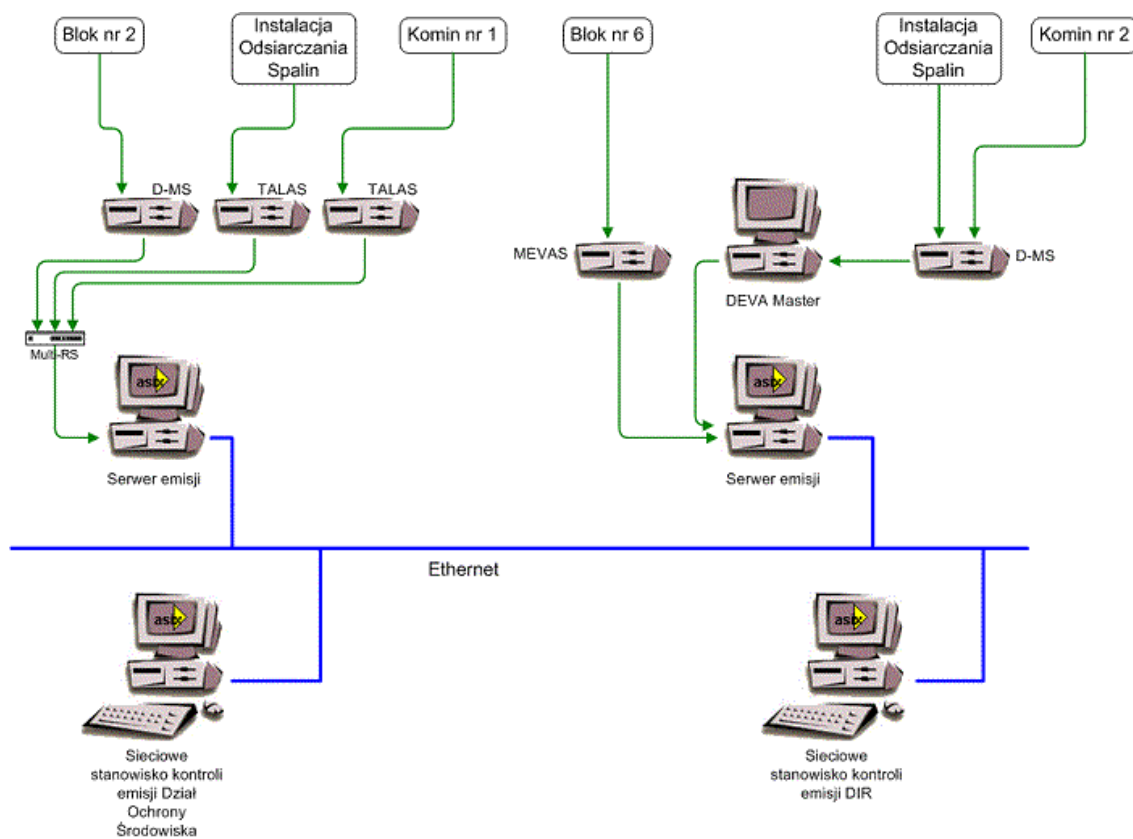 Blok nr 2
Instalacja
Odsiarczania
Spalin
Komin nr 1
Blok nr 6
Instalacja
Odsiarczania
Spalin
Komin nr 2
D-MS
TALAS
TALAS
MEVAS
DEVA Master
D-MS
Multi-RS
asix
Serwer emisji
asix
Serwer emisji
Ethernet
asix
Sieciowe
stanowisko kontroli
emisji Dział
Ochrony
Środowiska
asix
Sieciowe
stanowisko kontroli
emisji DIR